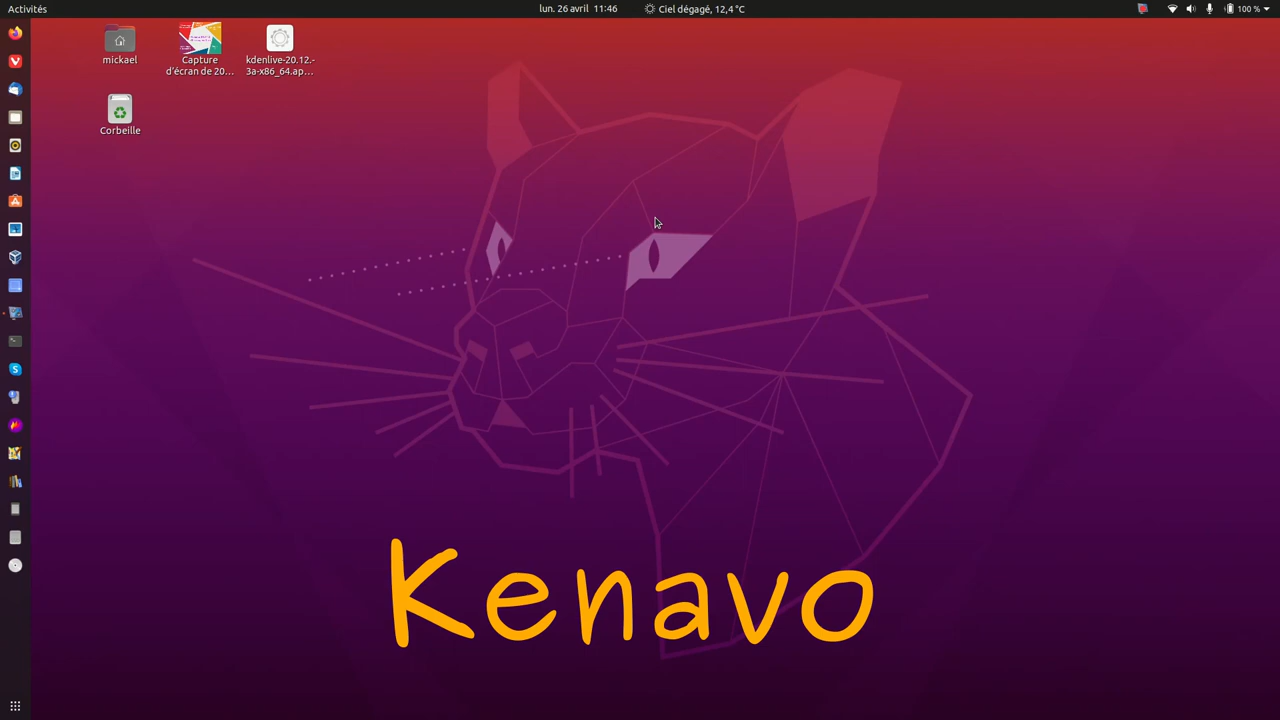 Activités
lun. 26 avril 11:46
Ciel dégagé, 12,4 °C
100 %
mickael
Capture
d'écran de 20…
kdenlive-20.12.-
3a-x86_64.ap…
Corbeille
Kenavo